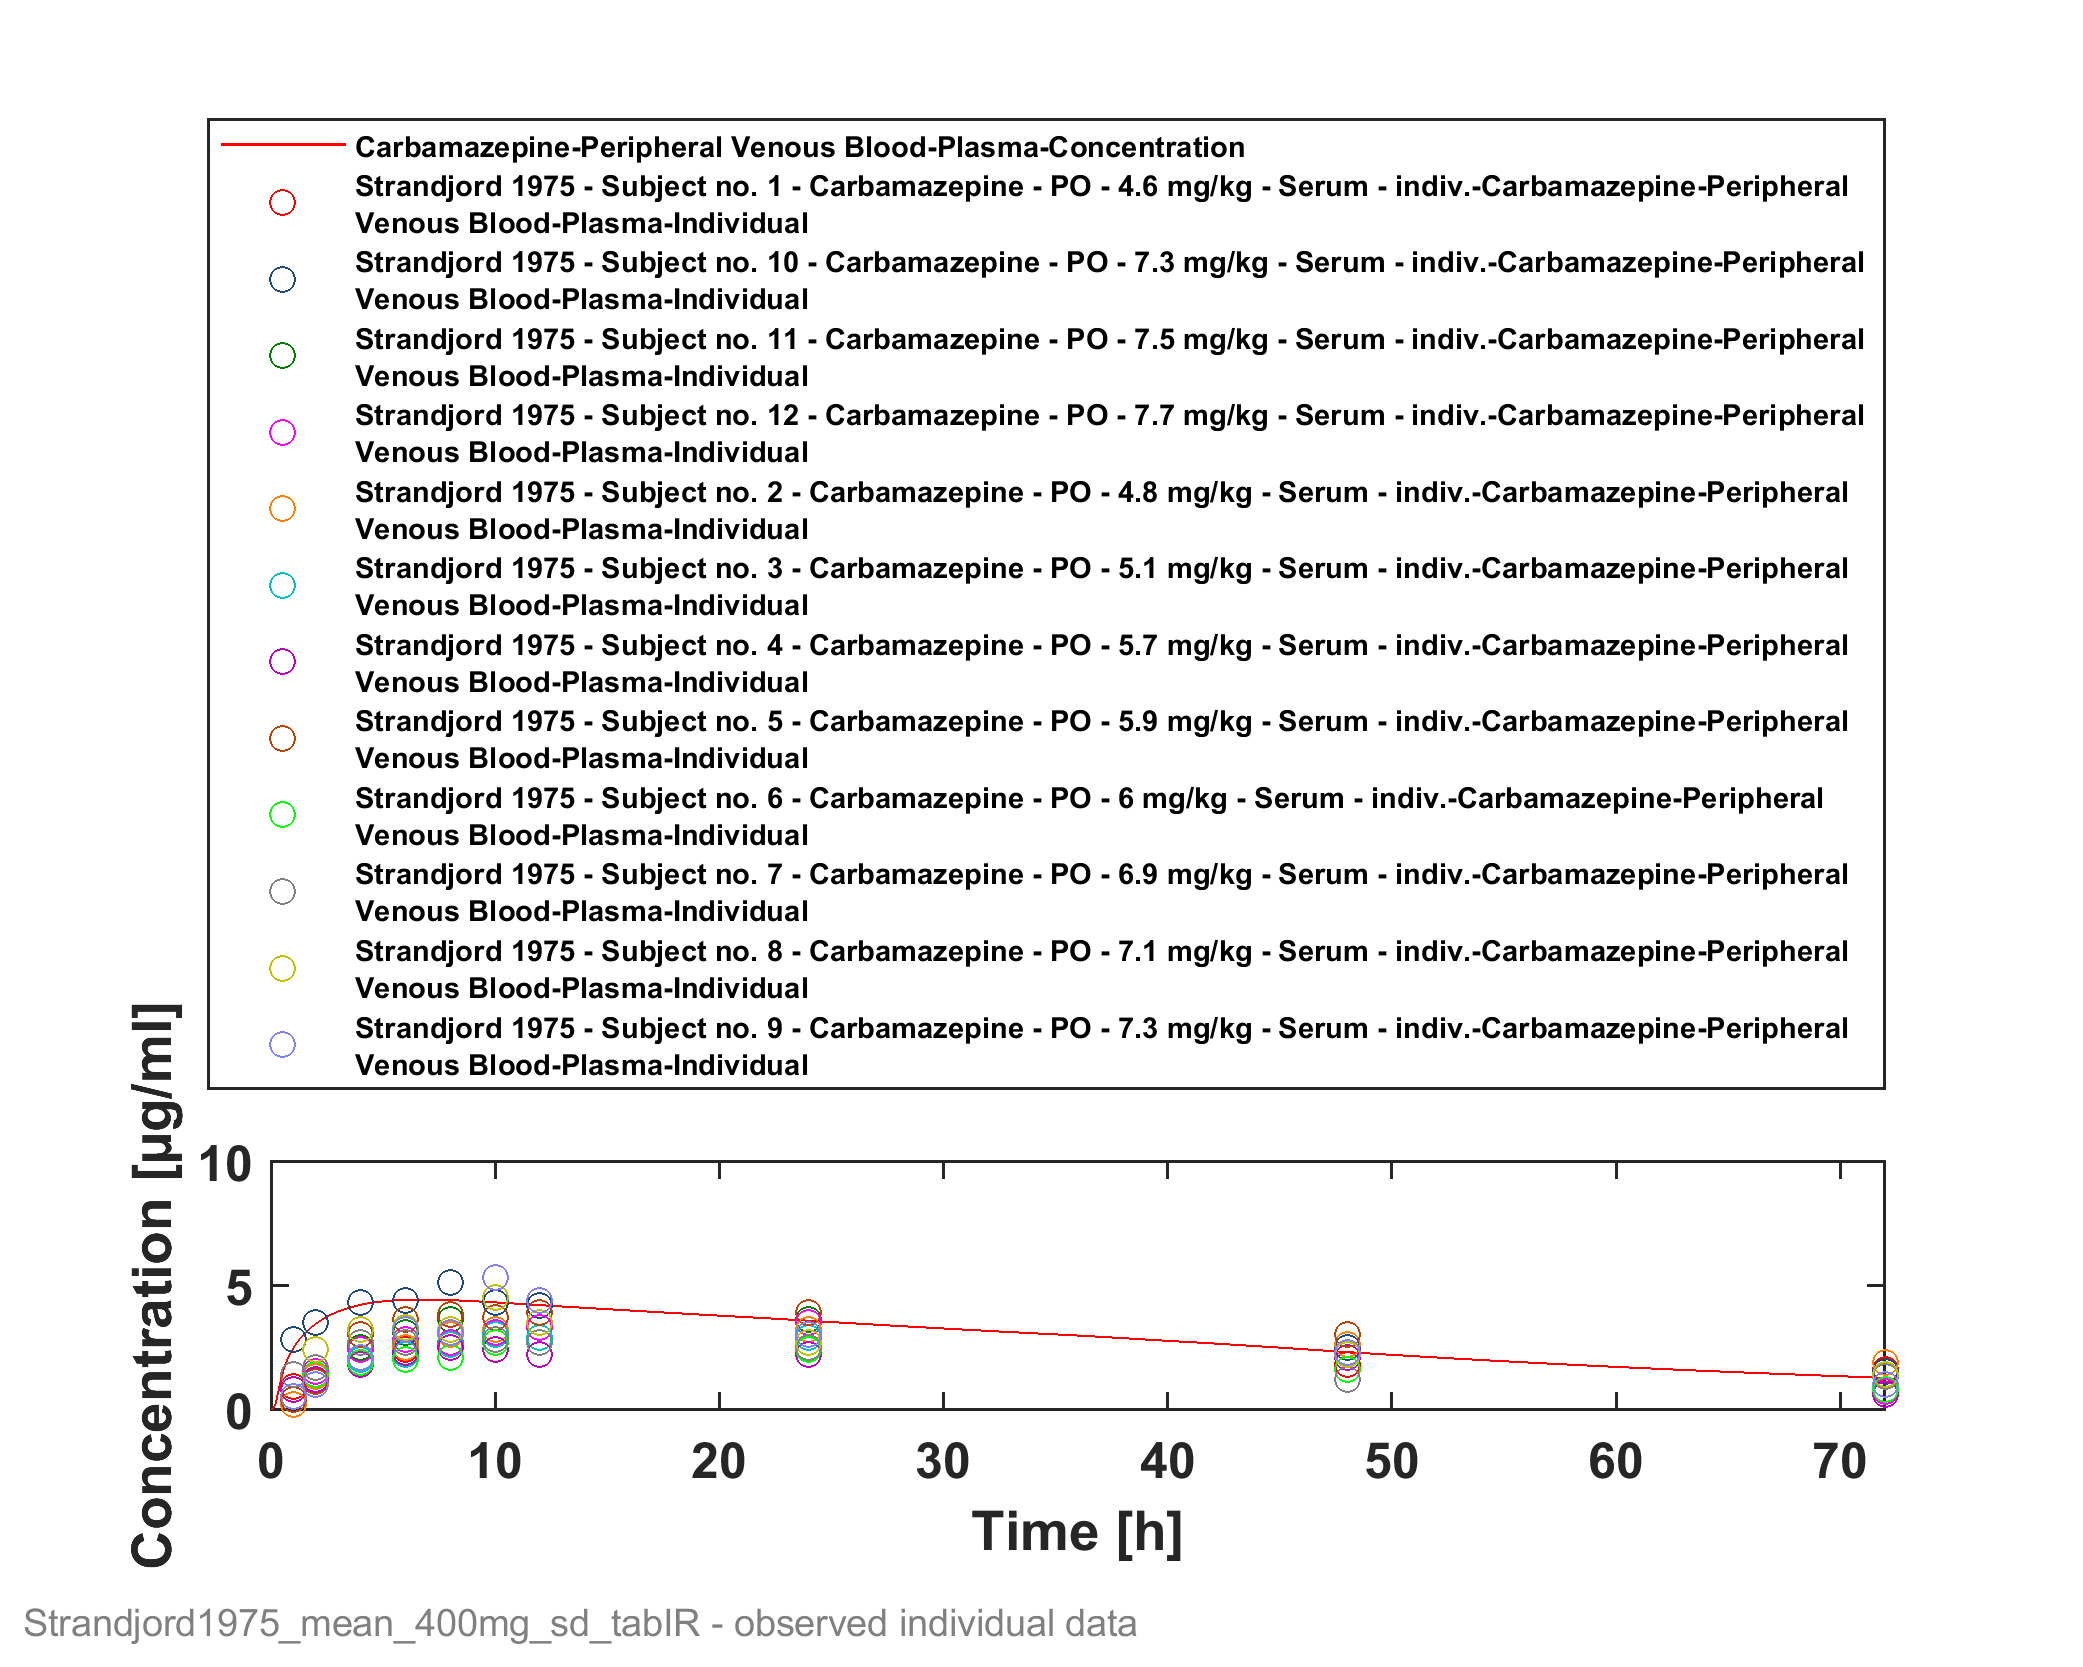 Carbamazepine-Peripheral Venous Blood-Plasma-Concentration
Strandjord 1975 - Subject no. 1 - Carbamazepine - PO - 4.6 mg/kg - Serum - indiv.-Carbamazepine-Peripheral
Venous Blood-Plasma-Individual
Strandjord 1975 - Subject no. 10 - Carbamazepine - PO - 7.3 mg/kg - Serum - indiv.-Carbamazepine-Peripheral
Venous Blood-Plasma-Individual
Strandjord 1975 - Subject no. 11 - Carbamazepine - PO - 7.5 mg/kg - Serum - indiv.-Carbamazepine-Peripheral
Venous Blood-Plasma-Individual
Strandjord 1975 - Subject no. 12 - Carbamazepine - PO - 7.7 mg/kg - Serum - indiv.-Carbamazepine-Peripheral
Venous Blood-Plasma-Individual
Strandjord 1975 - Subject no. 2 - Carbamazepine - PO - 4.8 mg/kg - Serum - indiv.-Carbamazepine-Peripheral
Venous Blood-Plasma-Individual
Strandjord 1975 - Subject no. 3 - Carbamazepine - PO - 5.1 mg/kg - Serum - indiv.-Carbamazepine-Peripheral
Venous Blood-Plasma-Individual
Strandjord 1975 - Subject no. 4 - Carbamazepine - PO - 5.7 mg/kg - Serum - indiv.-Carbamazepine-Peripheral
Venous Blood-Plasma-Individual
Strandjord 1975 - Subject no. 5 - Carbamazepine - PO - 5.9 mg/kg - Serum - indiv.-Carbamazepine-Peripheral
Venous Blood-Plasma-Individual
Strandjord 1975 - Subject no. 6 - Carbamazepine - PO - 6 mg/kg - Serum - indiv.-Carbamazepine-Peripheral
Venous Blood-Plasma-Individual
Strandjord 1975 - Subject no. 7 - Carbamazepine - PO - 6.9 mg/kg - Serum - indiv.-Carbamazepine-Peripheral
Venous Blood-Plasma-Individual
Strandjord 1975 - Subject no. 8 - Carbamazepine - PO - 7.1 mg/kg - Serum - indiv.-Carbamazepine-Peripheral
Venous Blood-Plasma-Individual
Strandjord 1975 - Subject no. 9 - Carbamazepine - PO - 7.3 mg/kg - Serum - indiv.-Carbamazepine-Peripheral
Venous Blood-Plasma-Individual
Concentration [µg/ml]
10
5
0
0 10 20 30 40 50 60 70
Time [h]
Strandjord1975_mean_400mg_sd_tabIR - observed individual data